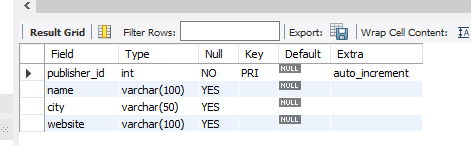 Result Grid Filter Rows: Export: Wrap Cell Content:
Field Type Null Key Default Extra
publisher_id int NO PRI NULL auto_increment
name varchar(100) YES NULL
city varchar(50) YES NULL
website varchar(100) YES NULL